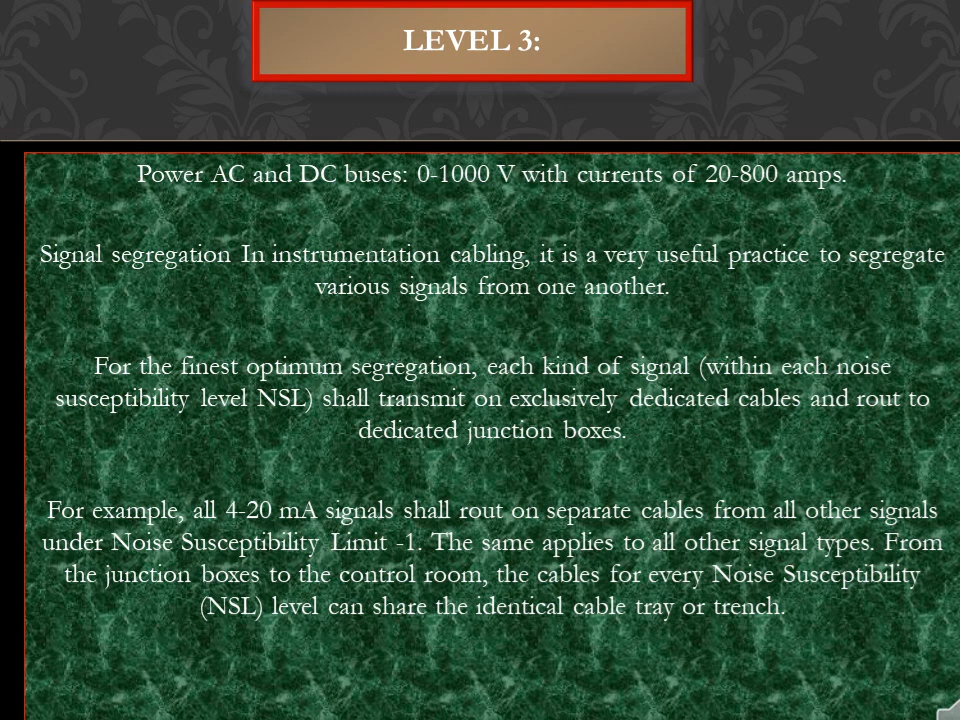 LEVEL 3:
Power AC and DC buses: 0-1000 V with currents of 20-800 amps.
Signal segregation In instrumentation cabling, it is a very useful practice to segregate
various signals from one another.
For the finest optimum segregation, each kind of signal (within each noise
susceptibility level NSL) shall transmit on exclusively dedicated cables and rout to
dedicated junction boxes.
For example, all 4-20 mA signals shall rout on separate cables from all other signals
under Noise Susceptibility Limit -1. The same applies to all other signal types. From
the junction boxes to the control room, the cables for every Noise Susceptibility
(NSL) level can share the identical cable tray or trench.